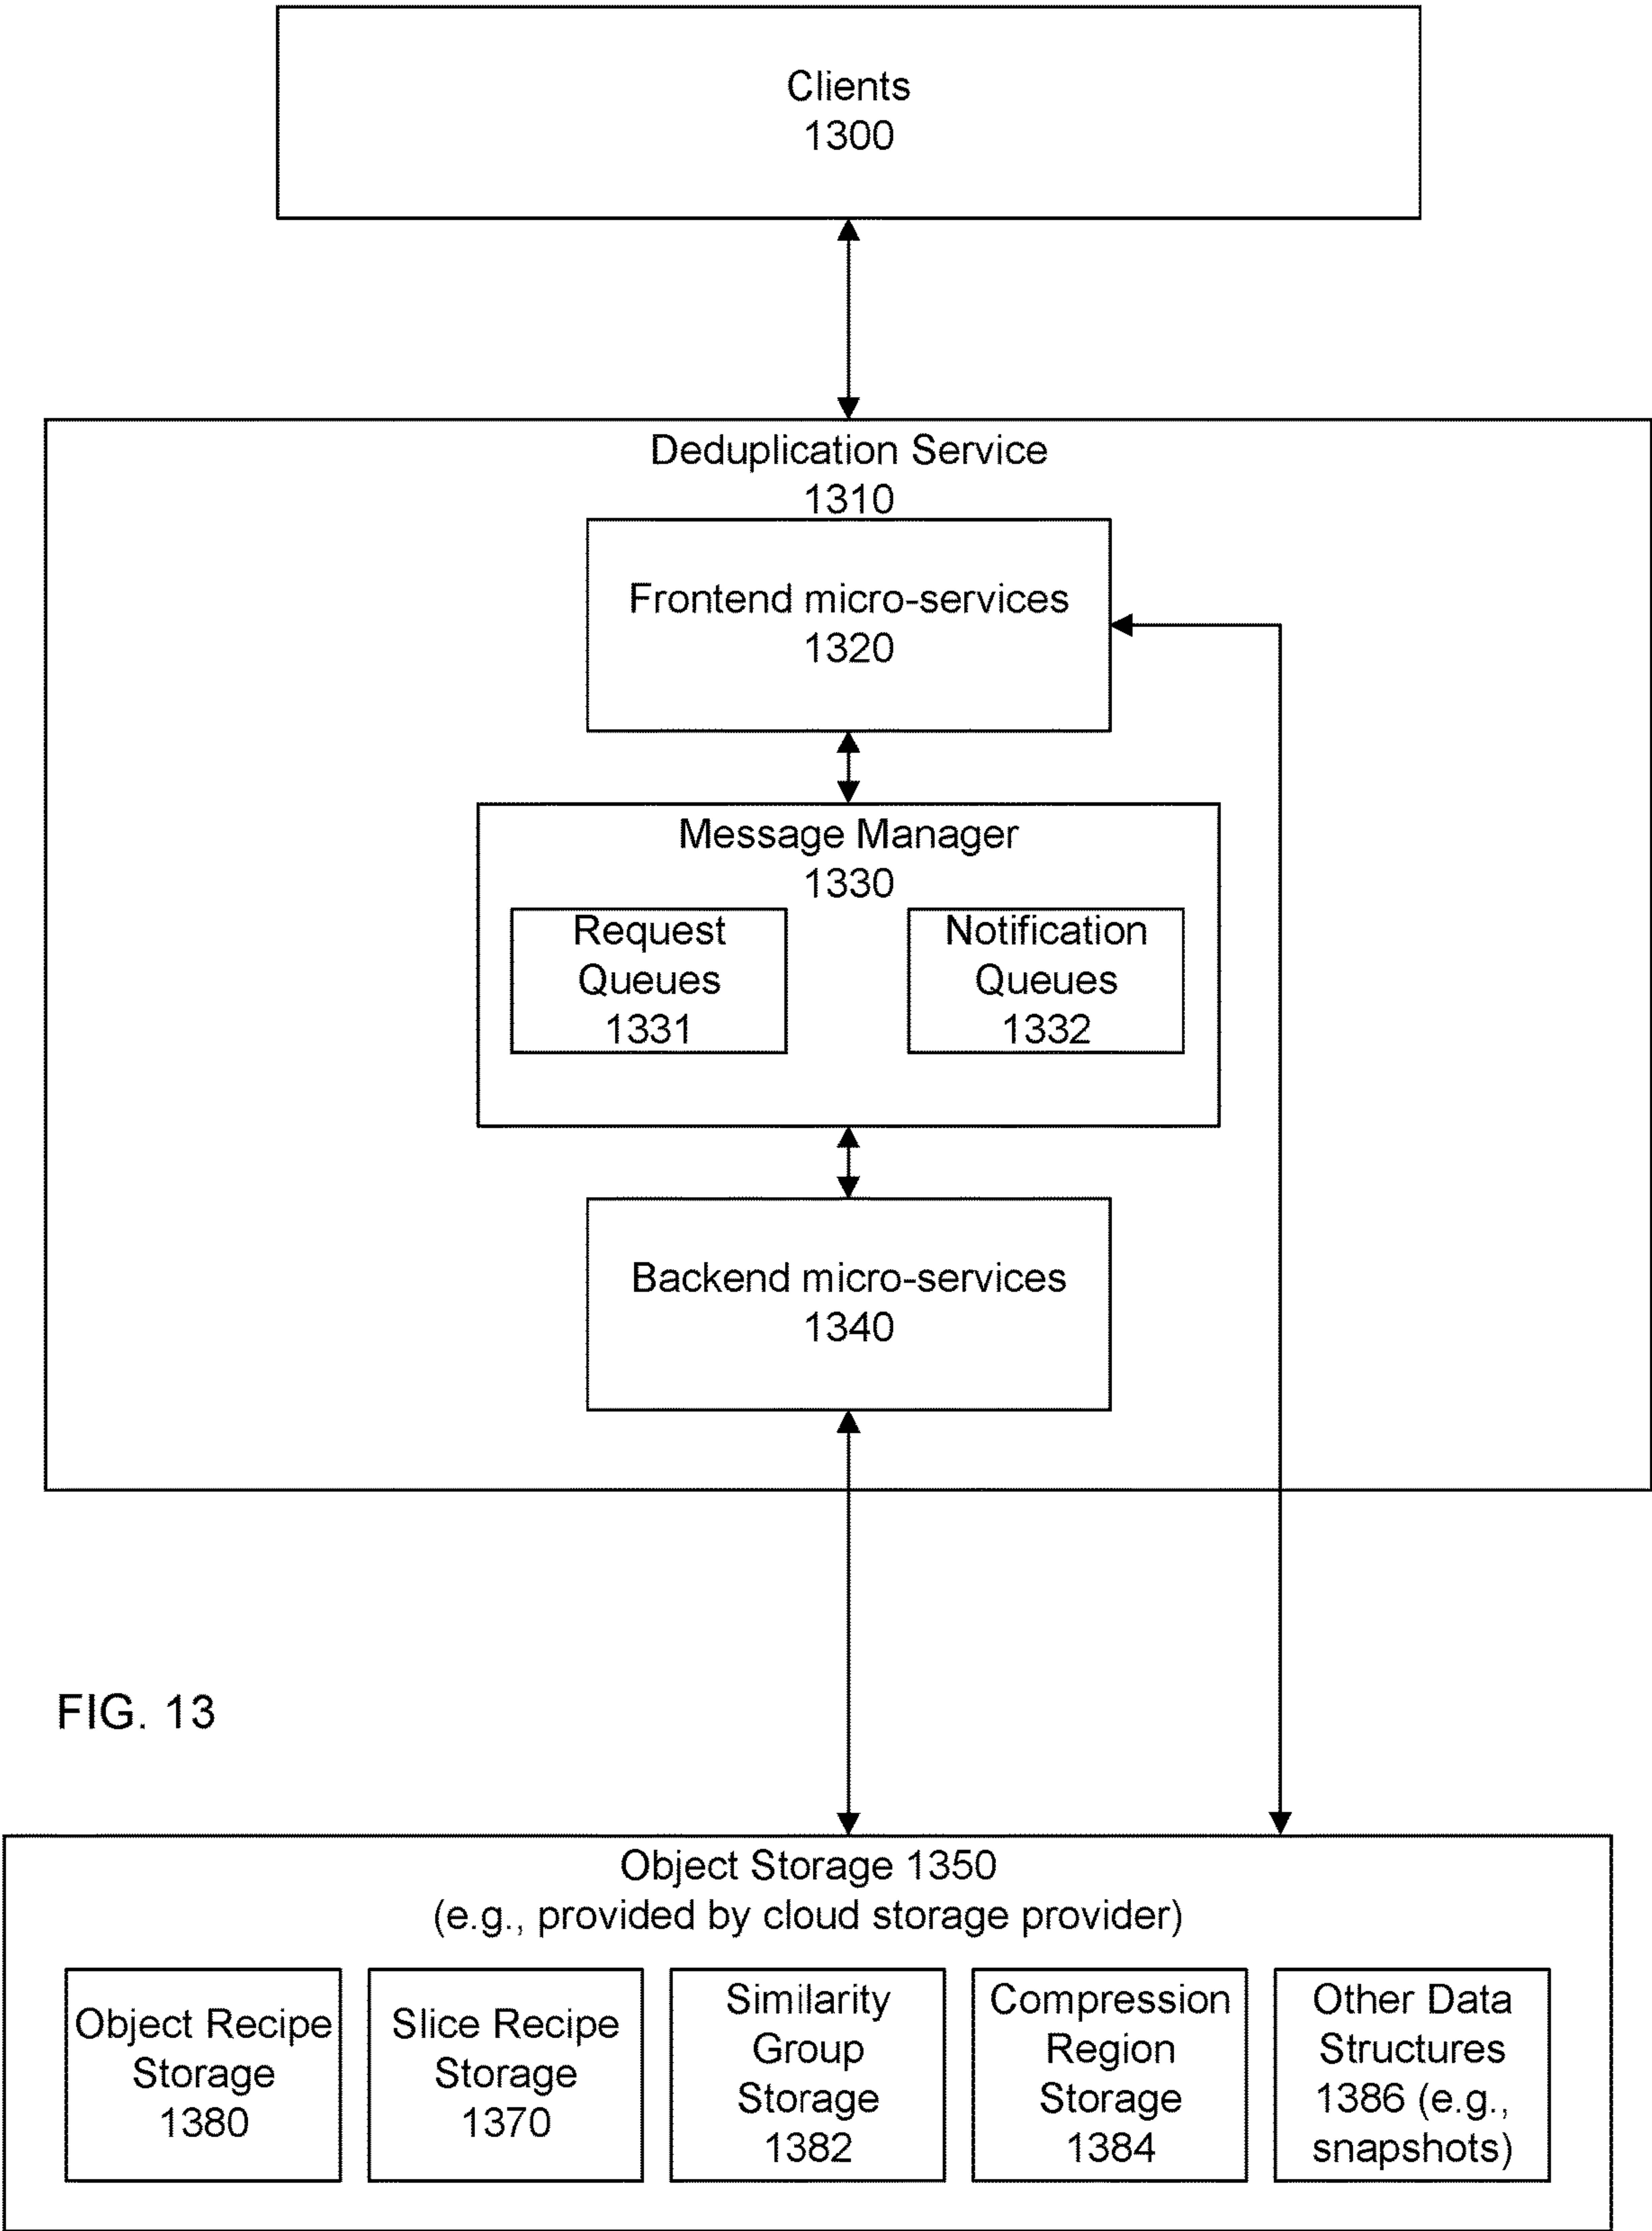 Clients
1300
Deduplication Service
1310
Frontend micro-services
1320
Message Manager
1330
Request
Queues
1331
Notification
Queues
1332
Backend micro-services
1340
FIG. 13
Object Storage 1350
(e.g., provided by cloud storage provider)
Object Recipe
Storage
1380
Slice Recipe
Storage
1370
Similarity
Group
Storage
1382
Compression
Region
Storage
1384
Other Data
Structures
1386 (e.g.,
snapshots)